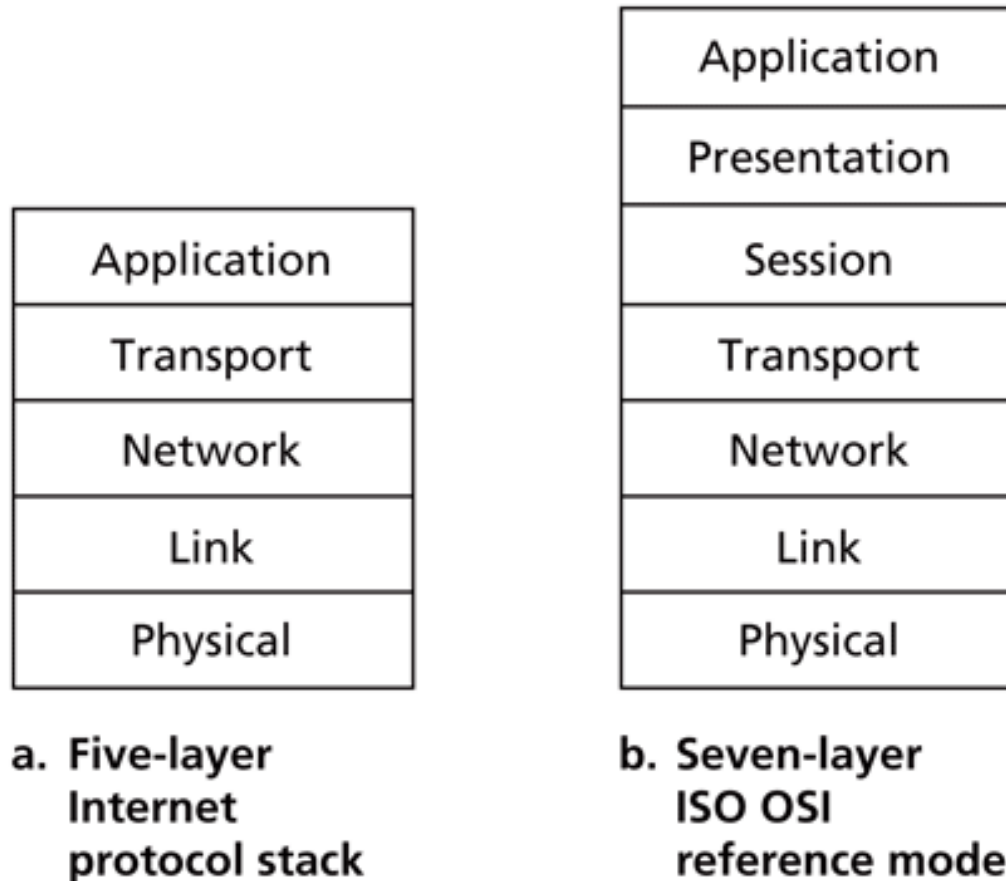 Application
Transport
Network
Link
Physical
a. Five-layer
Internet
protocol stack
Application
Presentation
Session
Transport
Network
Link
Physical
b. Seven-layer
ISO OSI
reference mode